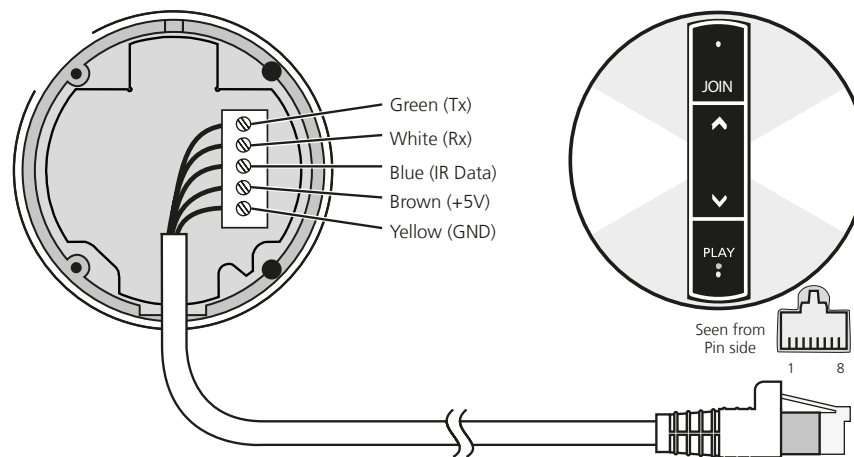 Green (Tx)
White (Rx)
Blue (IR Data)
Brown (+5V)
Yellow (GND)
JOIN
PLAY
Seen from
Pin side
1 8